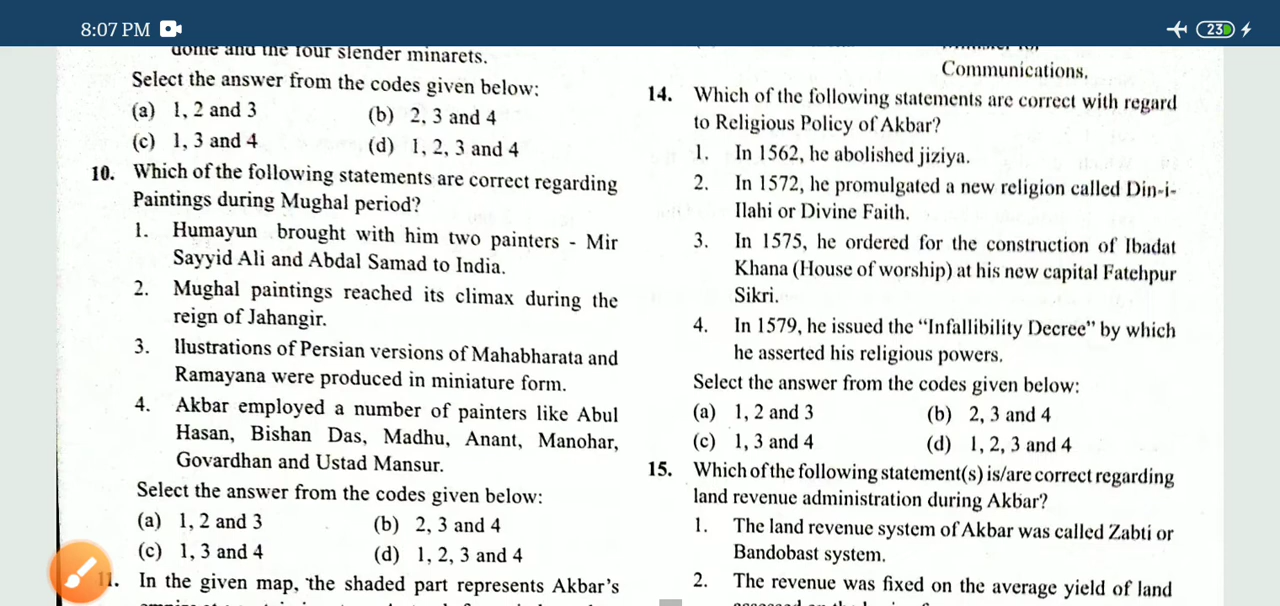 8:07 PM
23
dome and the four slender minarets.
Select the answer from the codes given below:
(a) 1, 2 and 3 (b) 2, 3 and 4
(c) 1, 3 and 4 (d) 1, 2, 3 and 4
10. Which of the following statements are correct regarding
Paintings during Mughal period?
1. Humayun brought with him two painters - Mir
Sayyid Ali and Abdal Samad to India.
2. Mughal paintings reached its climax during the
reign of Jahangir.
3. Ilustrations of Persian versions of Mahabharata and
Ramayana were produced in miniature form.
4. Akbar employed a number of painters like Abul
Hasan, Bishan Das, Madhu, Anant, Manohar,
Govardhan and Ustad Mansur.
Select the answer from the codes given below:
(a) 1, 2 and 3 (b) 2, 3 and 4
(c) 1, 3 and 4 (d) 1, 2, 3 and 4
11. In the given map, the shaded part represents Akbar's
Communications.
14. Which of the following statements are correct with regard
to Religious Policy of Akbar?
1. In 1562, he abolished jiziya.
2. In 1572, he promulgated a new religion called Din-i-
Ilahi or Divine Faith.
3. In 1575, he ordered for the construction of Ibadat
Khana (House of worship) at his new capital Fatehpur
Sikri.
4. In 1579, he issued the "Infallibility Decree" by which
he asserted his religious powers.
Select the answer from the codes given below:
(a) 1, 2 and 3 (b) 2, 3 and 4
(c) 1, 3 and 4 (d) 1, 2, 3 and 4
15. Which of the following statement(s) is/are correct regarding
land revenue administration during Akbar?
1. The land revenue system of Akbar was called Zabti or
Bandobast system.
2. The revenue was fixed on the average yield of land